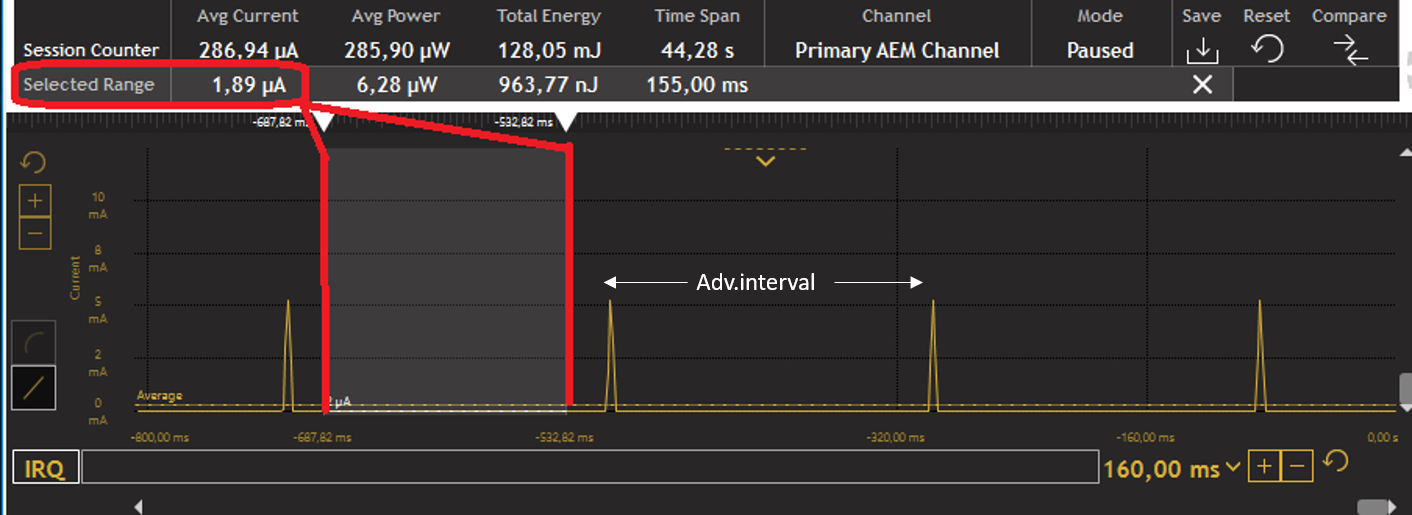 Avg Current Avg Power Total Energy Time Span Channel Mode Save Reset Compare
Session Counter 286,94 µA 285,90 µW 128,05 mJ 44,28 s Primary AEM Channel Paused
Selected Range 1,89 µA 6,28 µW 963,77 nJ 155,00 ms
-687,82 m -532,82 ms
10
mA
8
mA
Current
5
mA
2
mA
0
mA
Adv.interval
Average
µA
-800,00 ms -687,82 ms -532,82 ms -320,00 ms -160,00 ms 0,00 s
IRQ 160,00 ms